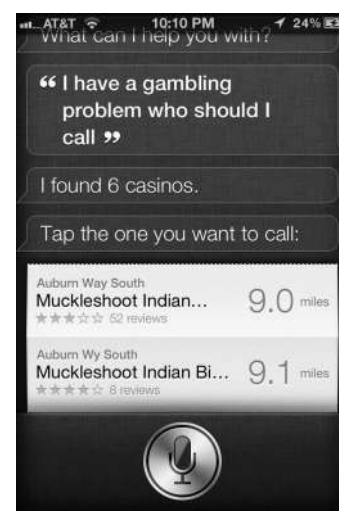 AT&T 10:10 PM 24%
What can I help you with?
“ I have a gambling
problem who should I
call ”
I found 6 casinos.
Tap the one you want to call:
Auburn Way South
Muckleshoot Indian... 9.0 miles
52 reviews
Auburn Wy South
Muckleshoot Indian Bi... 9.1 miles
8 reviews